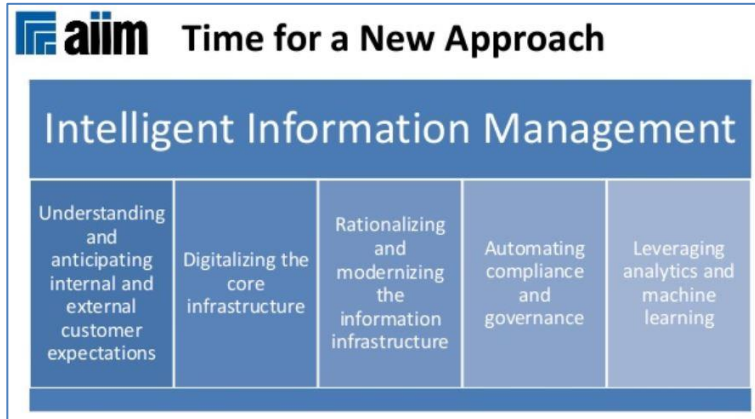 aiim Time for a New Approach
Intelligent Information Management
Understanding
and
anticipating
internal and
external
customer
expectations
Digitalizing the
core
infrastructure
Rationalizing
and
modernizing
the
information
infrastructure
Automating
compliance
and
governance
Leveraging
analytics and
machine
learning